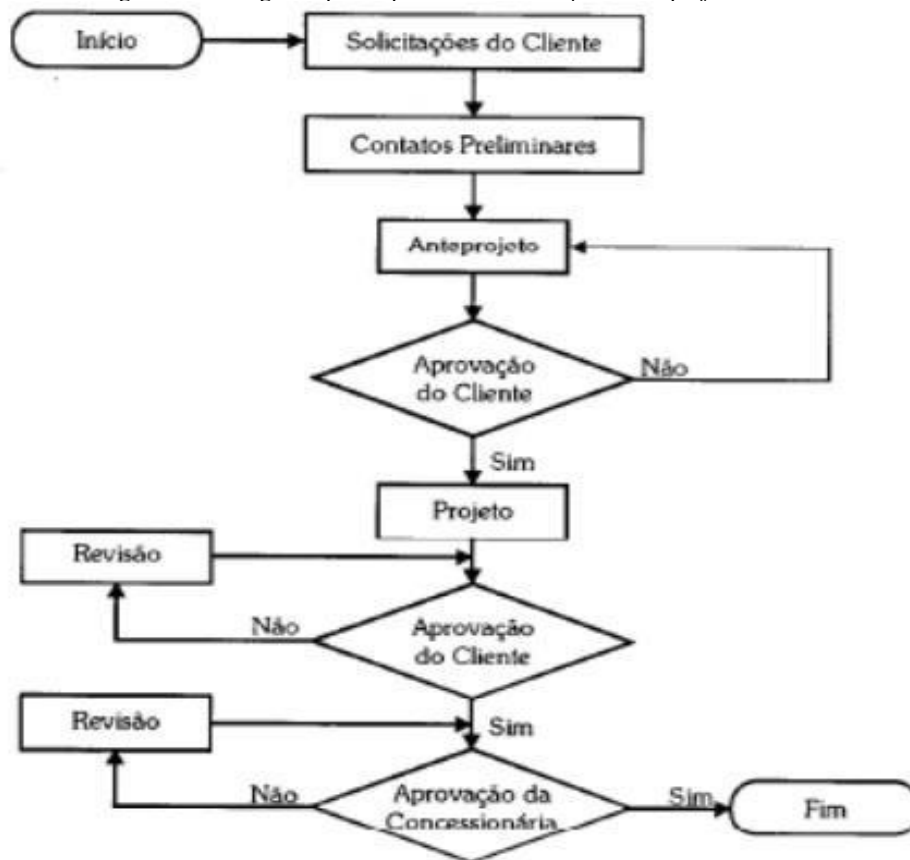 Início
Solicitações do Cliente
Contatos Preliminares
Anteprojeto
Aprovação
do Cliente
Não
Sim
Projeto
Revisão
Não
Aprovação
do Cliente
Revisão
Sim
Não
Aprovação da
Concessionária
Sim
Fim